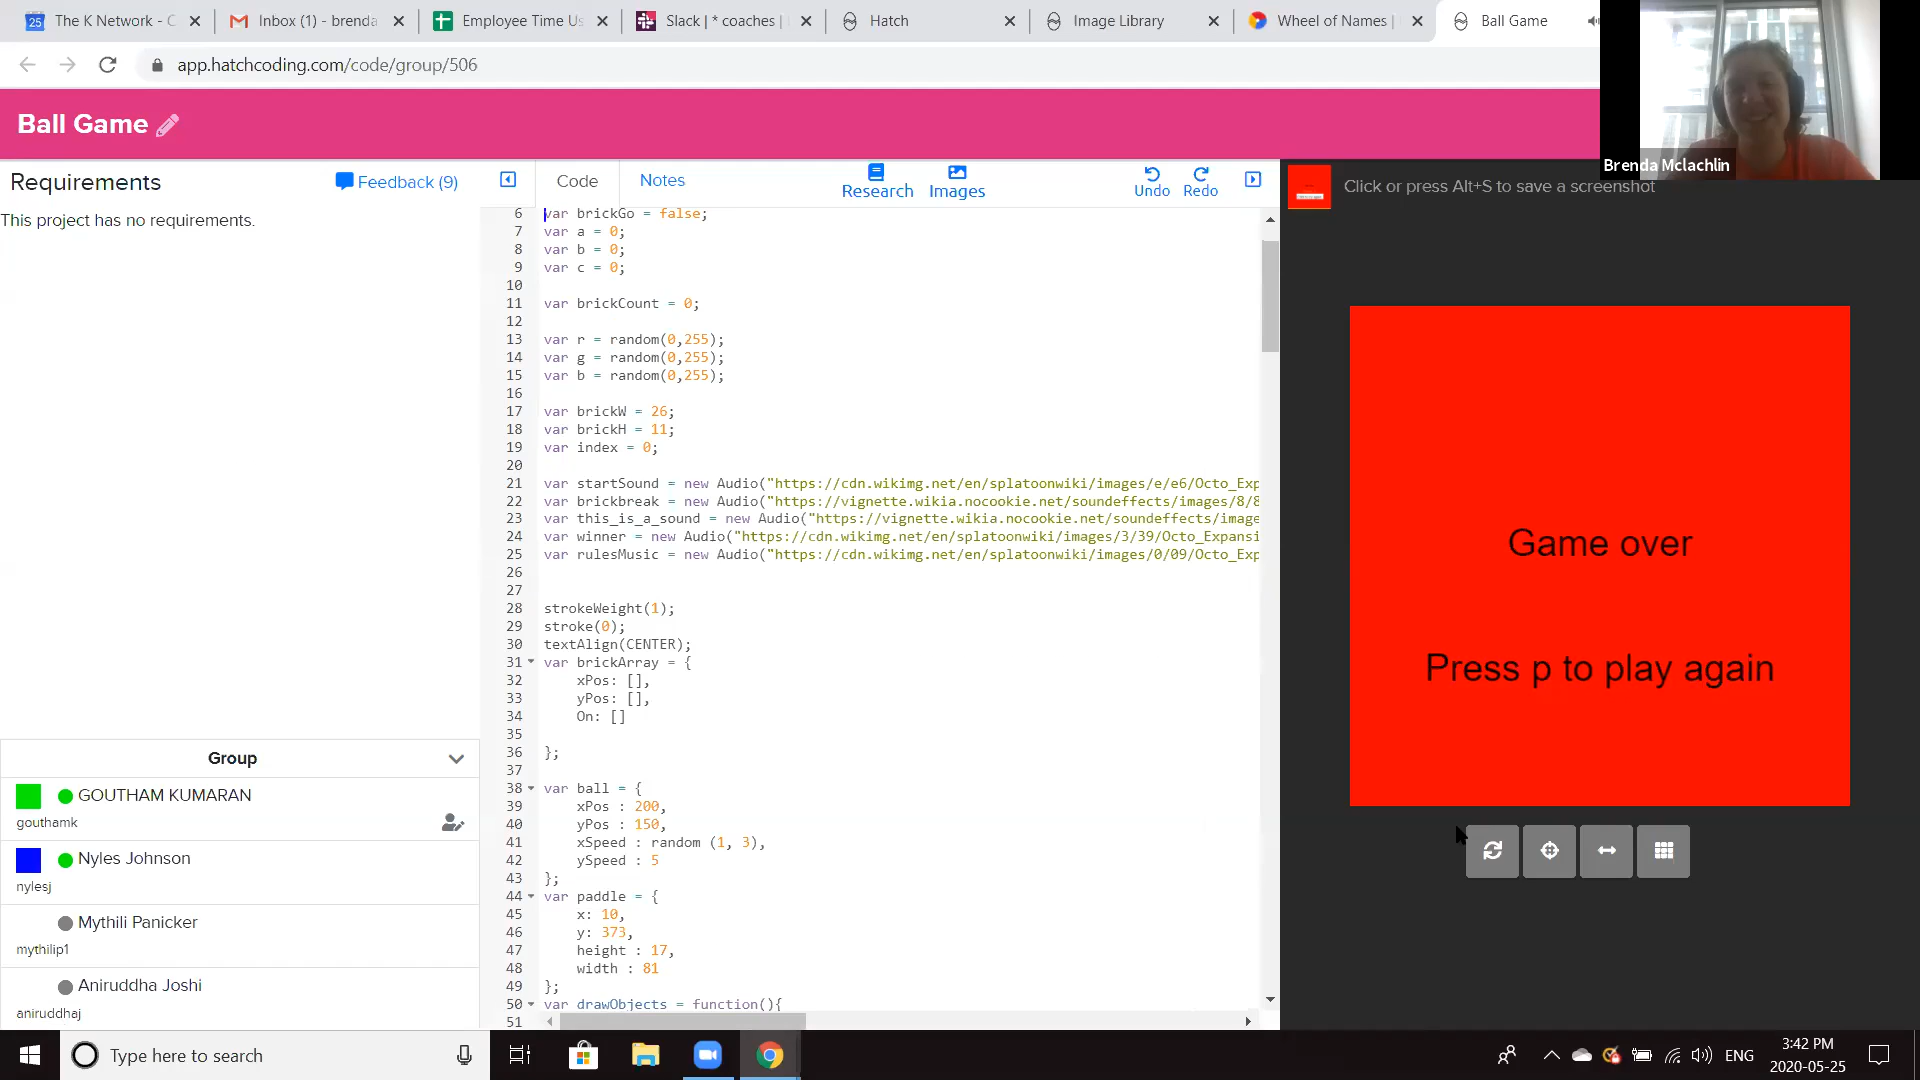 25 The K Network - C
Inbox (1) - brenda
Employee Time Us
Slack | * coaches |
Hatch
Image Library
Wheel of Names |
Ball Game
app.hatchcoding.com/code/group/506
Ball Game
Brenda Mclachlin
Requirements
Feedback (9)
This project has no requirements.
Code
Notes
Research
Images
Undo
Redo
Click or press Alt+S to save a screenshot
6 var brickGo = false;
7 var a = 0;
8 var b = 0;
9 var c = 0;
10
11 var brickCount = 0;
12
13 var r = random(0,255);
14 var g = random(0,255);
15 var b = random(0,255);
16
17 var brickW = 26;
18 var brickH = 11;
19 var index = 0;
20
21 var startSound = new Audio("https://cdn.wikimg.net/en/splatoonwiki/images/e/e6/Octo_Exp
22 var brickbreak = new Audio("https://vignette.wikia.nocookie.net/soundeffects/images/8/8
23 var this_is_a_sound = new Audio("https://vignette.wikia.nocookie.net/soundeffects/image
24 var winner = new Audio("https://cdn.wikimg.net/en/splatoonwiki/images/3/39/Octo_Expansi
25 var rulesMusic = new Audio("https://cdn.wikimg.net/en/splatoonwiki/images/0/09/Octo_Exp
26
27
28 strokeWeight(1);
29 stroke(0);
30 textAlign(CENTER);
31 var brickArray = {
32 xPos: [],
33 yPos: [],
34 On: []
35
36 };
37
38 var ball = {
39 xPos : 200,
40 yPos : 150,
41 xSpeed : random (1, 3),
42 ySpeed : 5
43 };
44 var paddle = {
45 x: 10,
46 y: 373,
47 height : 17,
48 width : 81
49 };
50 var drawObjects = function(){
51
Game over
Press p to play again
Group
GOUTHAM KUMARAN
gouthamk
Nyles Johnson
nylesj
Mythili Panicker
mythilip1
Aniruddha Joshi
aniruddhaj
Type here to search
ENG
3:42 PM
2020-05-25